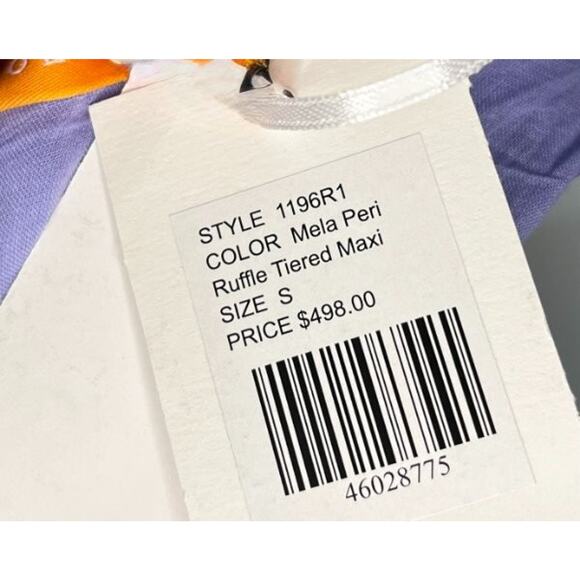 STYLE 1196R1
COLOR Mela Peri
Ruffle Tiered Maxi
SIZE S
PRICE $498.00
46028775